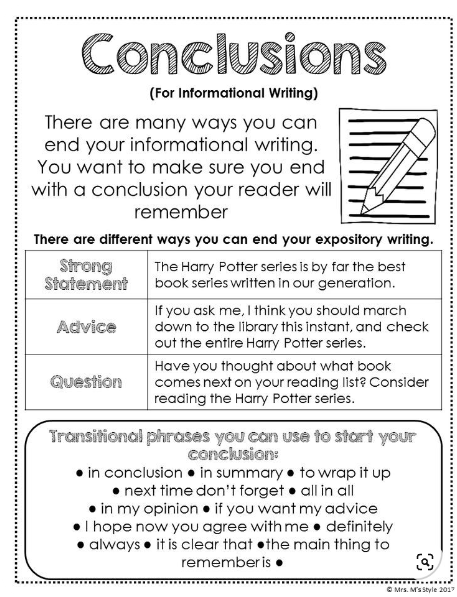 Conclusions
(For Informational Writing)
There are many ways you can
end your informational writing.
You want to make sure you end
with a conclusion your reader will
remember
There are different ways you can end your expository writing.
Strong
Statement
The Harry Potter series is by far the best
book series written in our generation.
Advice
If you ask me, I think you should march
down to the library this instant, and check
out the entire Harry Potter series.
Question
Have you thought about what book
comes next on your reading list? Consider
reading the Harry Potter series.
Transitional phrases you can use to start your
conclusion:
● in conclusion ● in summary ● to wrap it up
● next time don't forget ● all in all
● in my opinion ● if you want my advice
● I hope now you agree with me ● definitely
● always ● it is clear that ●the main thing to
remember is ●
© Mrs. M's Style 2017